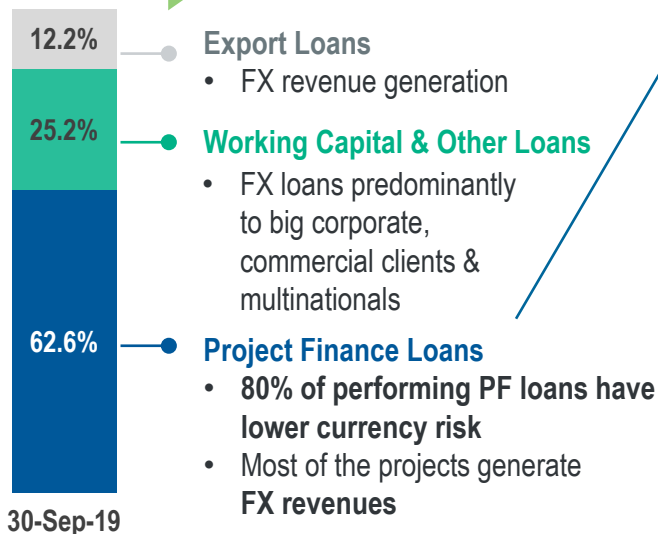 12.2%
Export Loans
• FX revenue generation
25.2%
Working Capital & Other Loans
• FX loans predominantly
to big corporate,
commercial clients &
multinationals
62.6%
Project Finance Loans
• 80% of performing PF loans have
lower currency risk
• Most of the projects generate
FX revenues
30-Sep-19